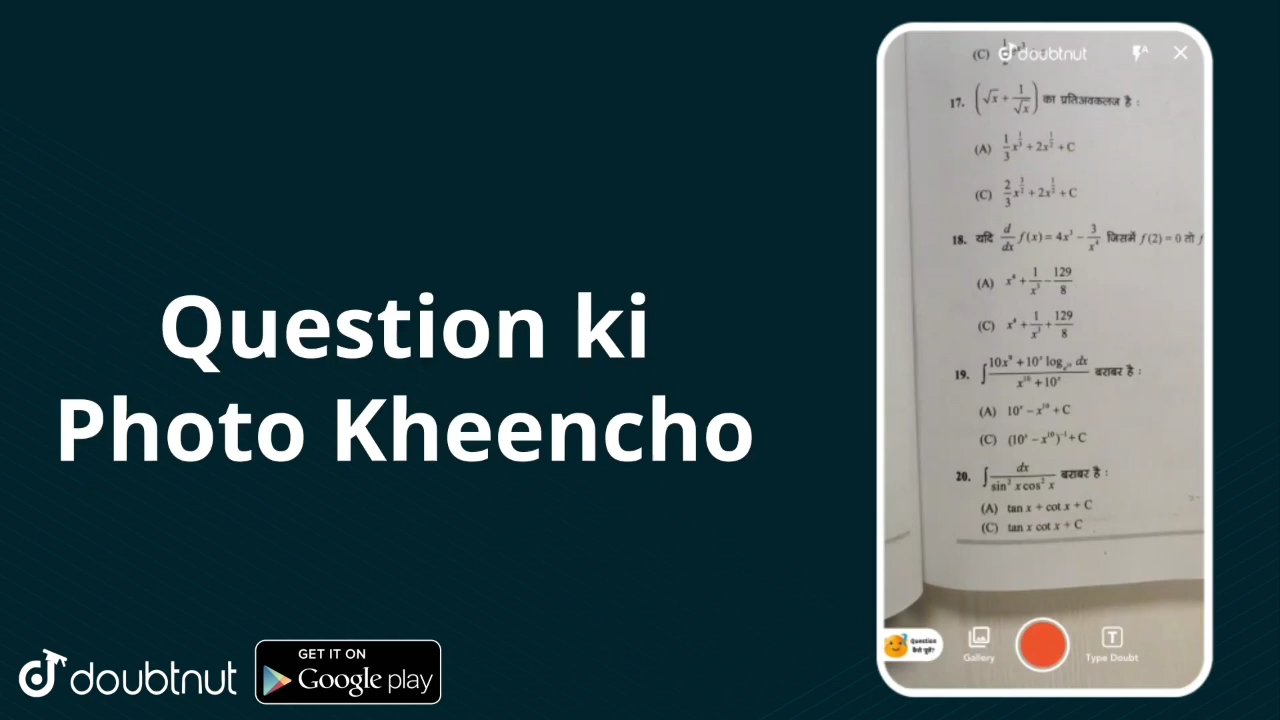 Question ki
Photo Kheencho
doubtnut
GET IT ON
Google play
doubtnut
(C)
17. (√x + 1/√x) का प्रतिअवकलज है :
(A) 1/3 x^{1/3} + 2x^{1/2} + C
(C) 2/3 x^{3/2} + 2x^{1/2} + C
18. यदि d/dx f(x) = 4x³ − 3/x⁴ जिसमें f(2) = 0 तो f
(A) x⁴ + 1/x³ − 129/8
(C) x⁴ + 1/x³ + 129/8
19. ∫ (10x⁹ + 10ˣ log_{e^{10}} dx)/(x¹⁰ + 10ˣ) बराबर है :
(A) 10ˣ − x¹⁰ + C
(C) (10ˣ − x¹⁰)⁻¹ + C
20. ∫ dx/(sin² x cos² x) बराबर है :
(A) tan x + cot x + C
(C) tan x cot x + C
Question
Gallery
T
Type Doubt